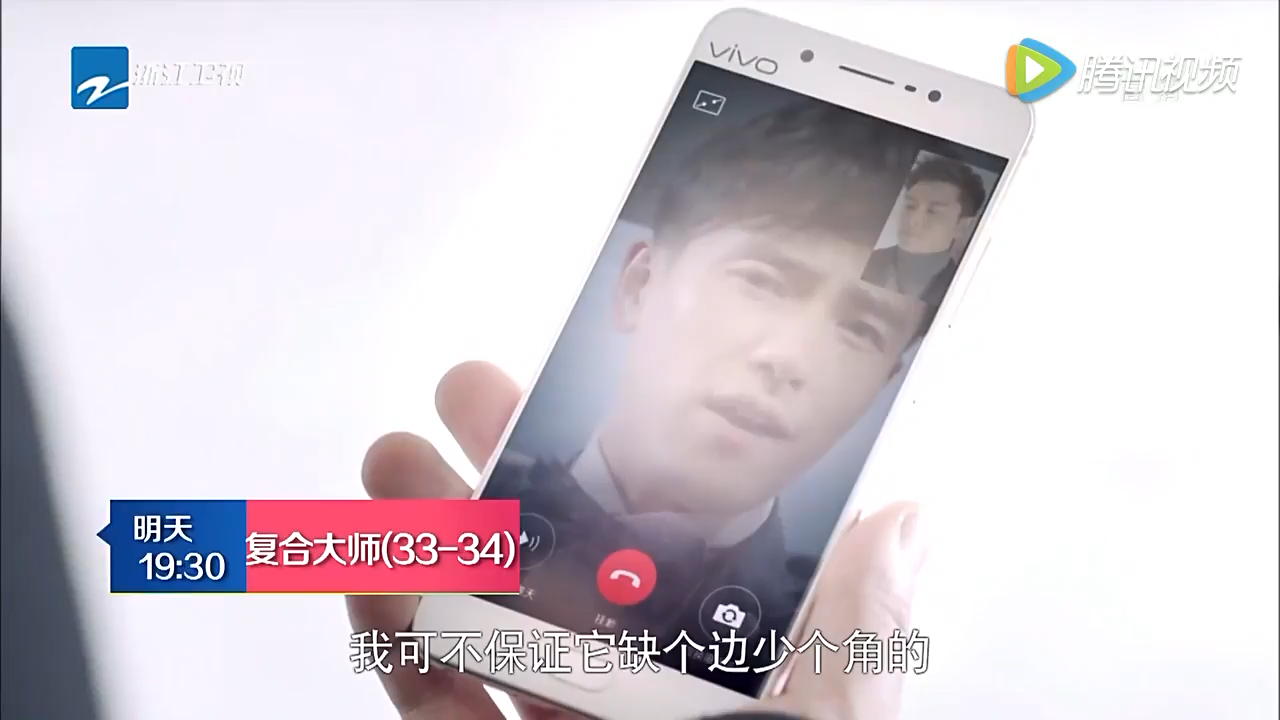 浙江卫视
腾讯视频
vivo
明天
19:30
复合大师(33-34)
我可不保证它缺个边少个角的